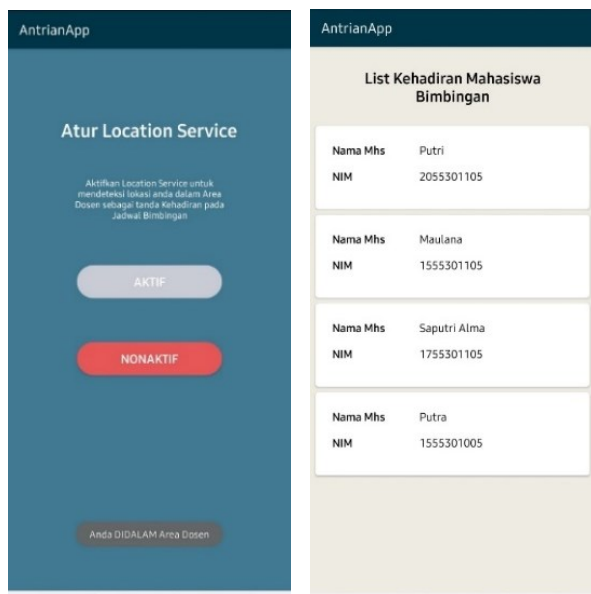 AntrianApp
Atur Location Service
Aktifkan Location Service untuk
mendeteksi lokasi anda dalam Area
Dosen sebagai tanda Kehadiran pada
Jadwal Bimbingan
AKTIF
NONAKTIF
Anda DIDALAM Area Dosen
AntrianApp
List Kehadiran Mahasiswa
Bimbingan
Nama Mhs Putri
NIM 2055301105
Nama Mhs Maulana
NIM 1555301105
Nama Mhs Saputri Alma
NIM 1755301105
Nama Mhs Putra
NIM 1555301005